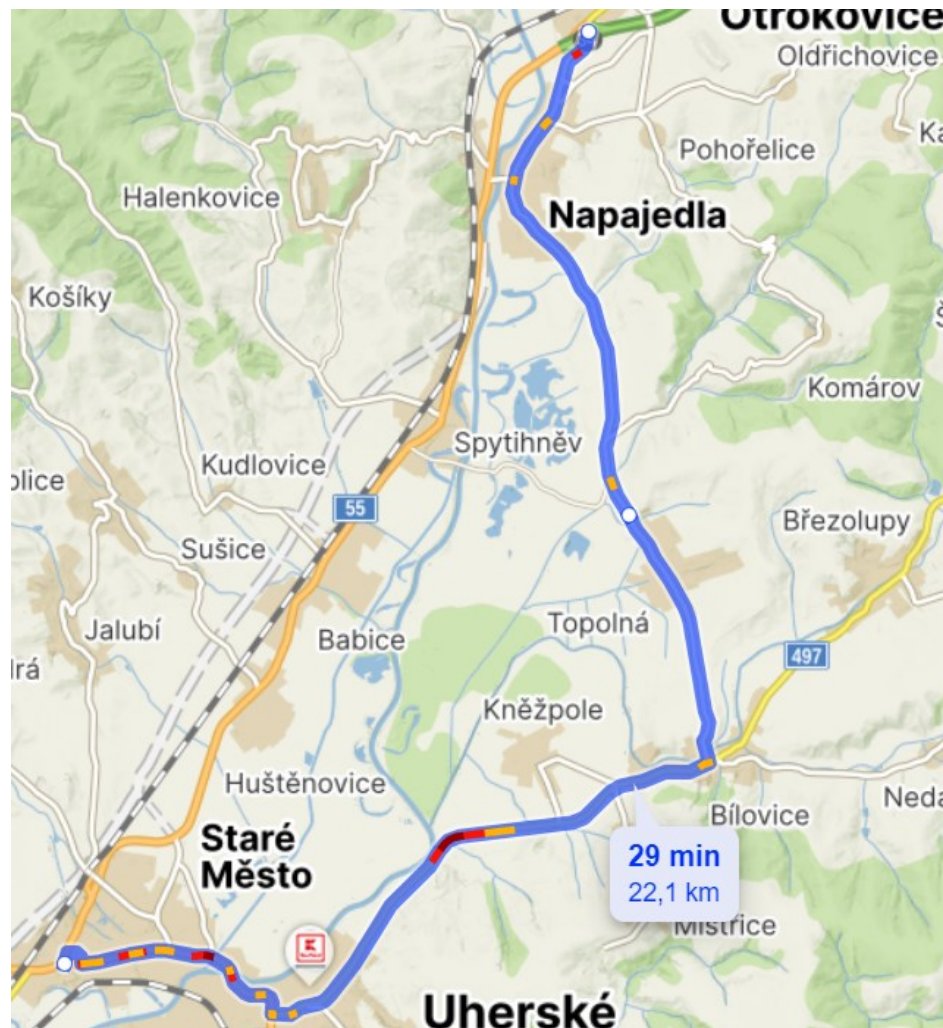 Otrokovice
Oldřichovice
Pohořelice
Halenkovice
Napajedla
Košíky
Komárov
Spytihněv
Kudlovice
55
Březolupy
Sušice
Topolná
Jalubí
Babice
497
Kněžpole
Huštěnovice
Bílovice
Staré
Město
29 min
22,1 km
Mistřice
K
Uherské